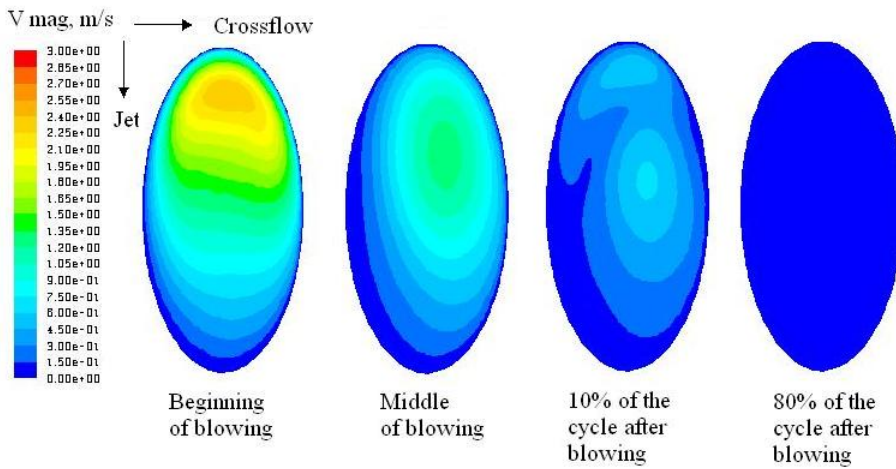 V mag, m/s
Crossflow
Jet
3.00e+00
2.85e+00
2.70e+00
2.55e+00
2.40e+00
2.25e+00
2.10e+00
1.95e+00
1.80e+00
1.65e+00
1.50e+00
1.35e+00
1.20e+00
1.05e+00
9.00e-01
7.50e-01
6.00e-01
4.50e-01
3.00e-01
1.50e-01
0.00e+00
Beginning
of blowing
Middle
of blowing
10% of the
cycle after
blowing
80% of the
cycle after
blowing